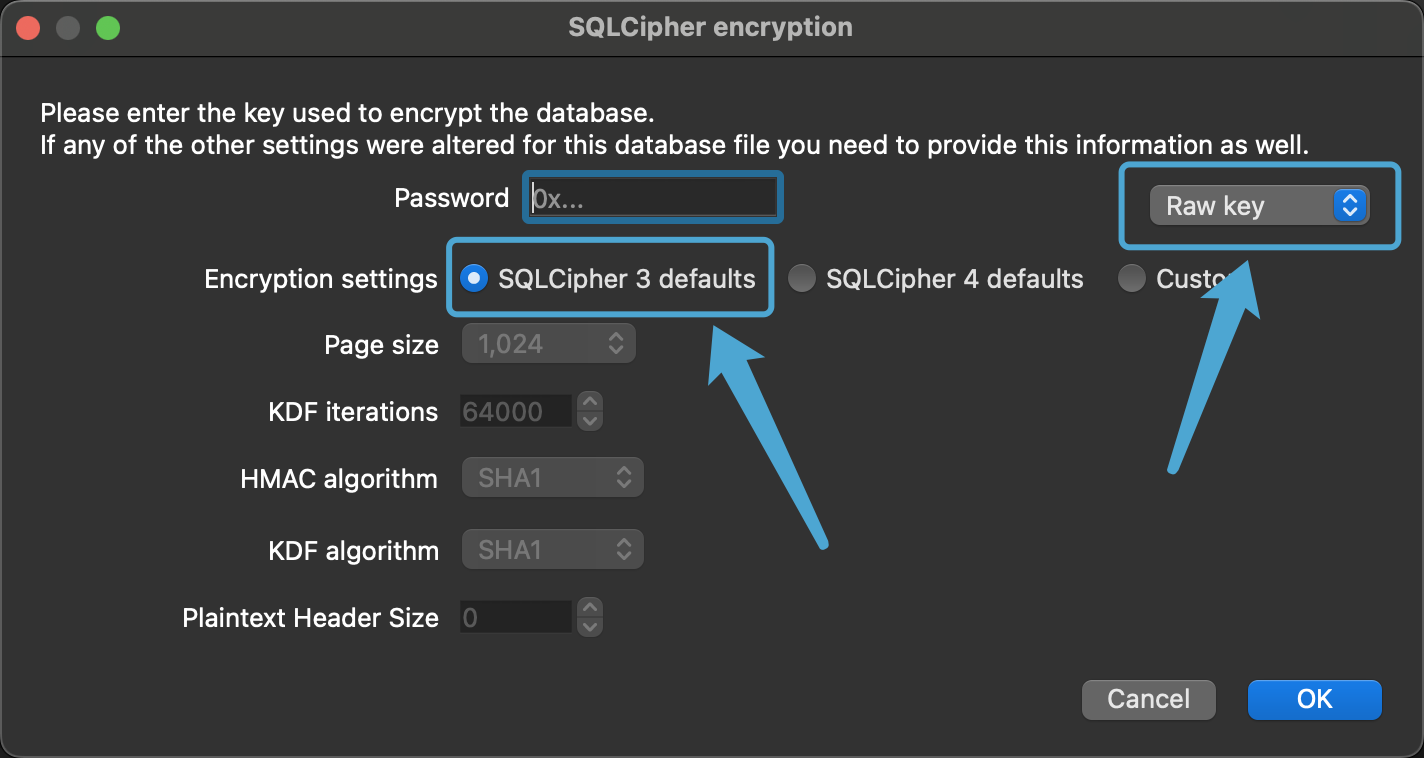 SQLCipher encryption
Please enter the key used to encrypt the database.
If any of the other settings were altered for this database file you need to provide this information as well.
Password 0x... Raw key
Encryption settings SQLCipher 3 defaults SQLCipher 4 defaults
Page size 1,024
KDF iterations 64000
HMAC algorithm SHA1
KDF algorithm SHA1
Plaintext Header Size 0
Cancel OK